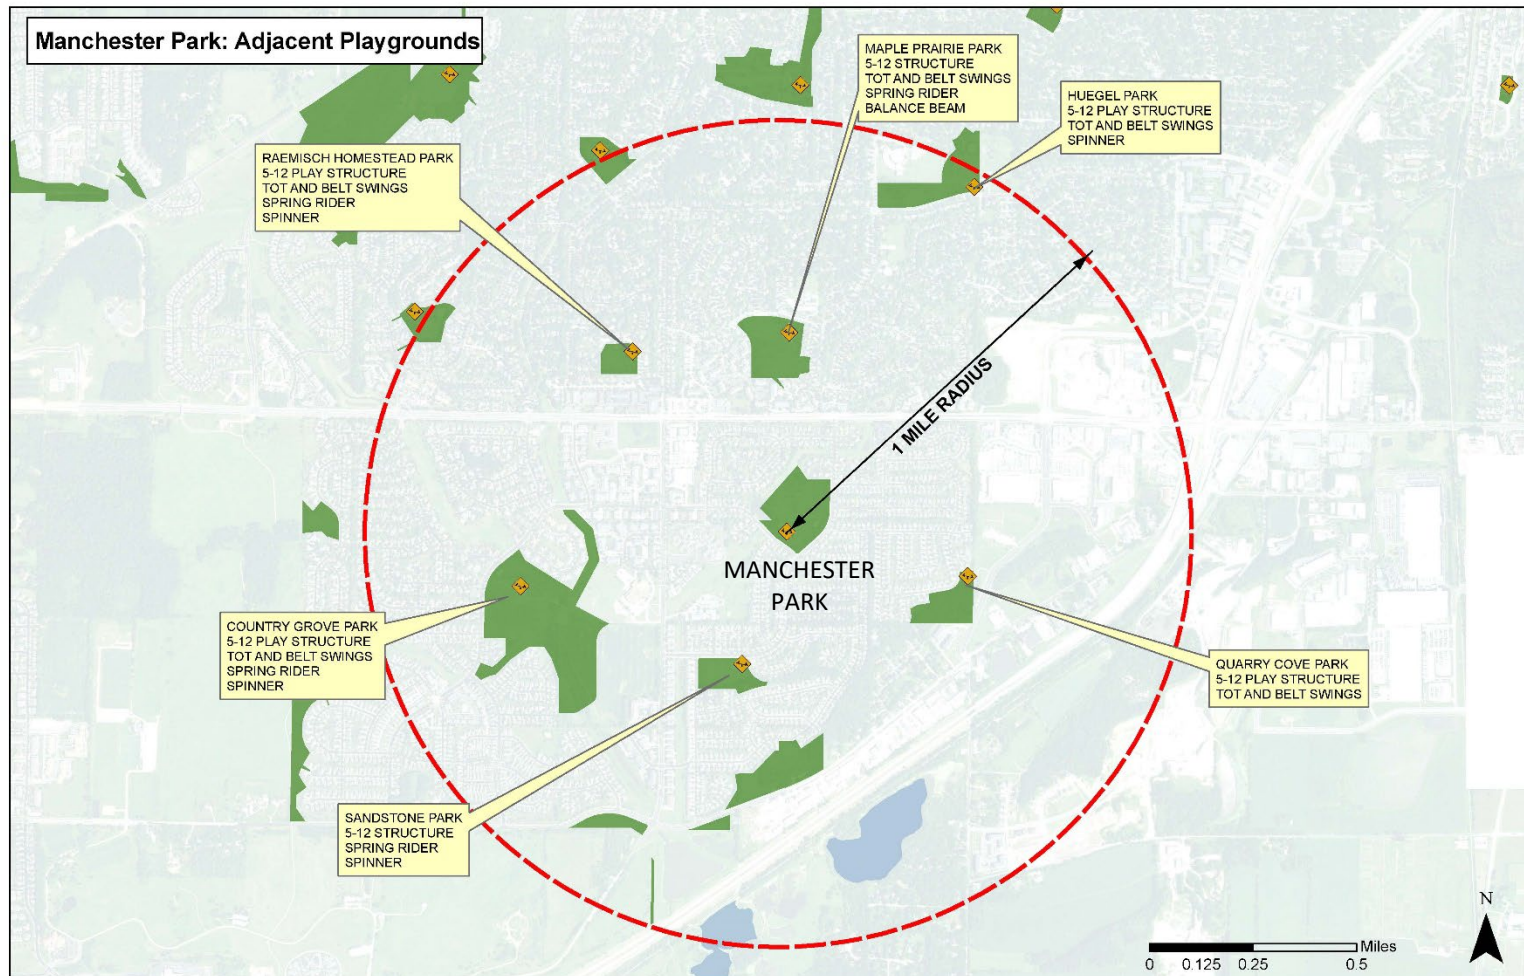 Manchester Park: Adjacent Playgrounds
MAPLE PRAIRIE PARK
5-12 STRUCTURE
TOT AND BELT SWINGS
SPRING RIDER
BALANCE BEAM
HUEGEL PARK
5-12 PLAY STRUCTURE
TOT AND BELT SWINGS
SPINNER
RAEMISCH HOMESTEAD PARK
5-12 PLAY STRUCTURE
TOT AND BELT SWINGS
SPRING RIDER
SPINNER
1 MILE RADIUS
MANCHESTER
PARK
COUNTRY GROVE PARK
5-12 PLAY STRUCTURE
TOT AND BELT SWINGS
SPRING RIDER
SPINNER
QUARRY COVE PARK
5-12 PLAY STRUCTURE
TOT AND BELT SWINGS
SANDSTONE PARK
5-12 STRUCTURE
SPRING RIDER
SPINNER
N
Miles
0 0.125 0.25 0.5